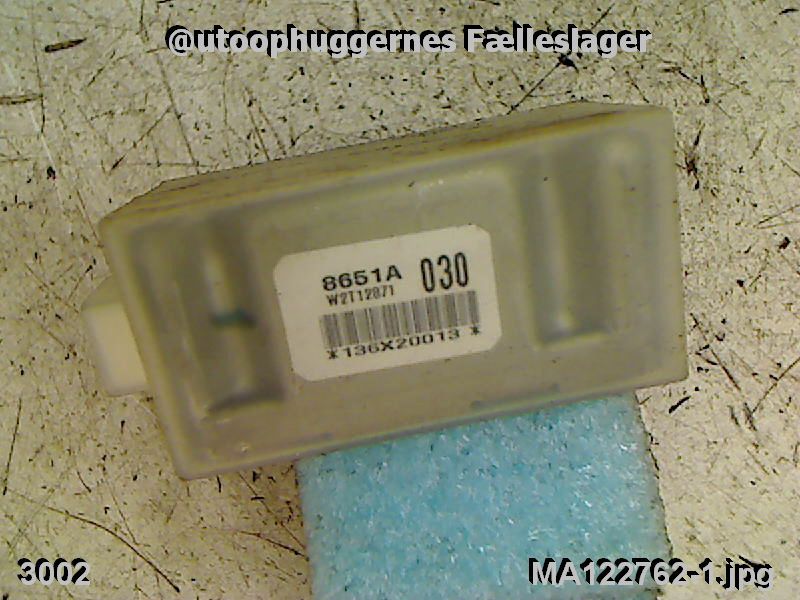 @utoophuggernes Fælleslager
8651A 030
W2T12871
*136X20013*
3002
MA122762-1.jpg